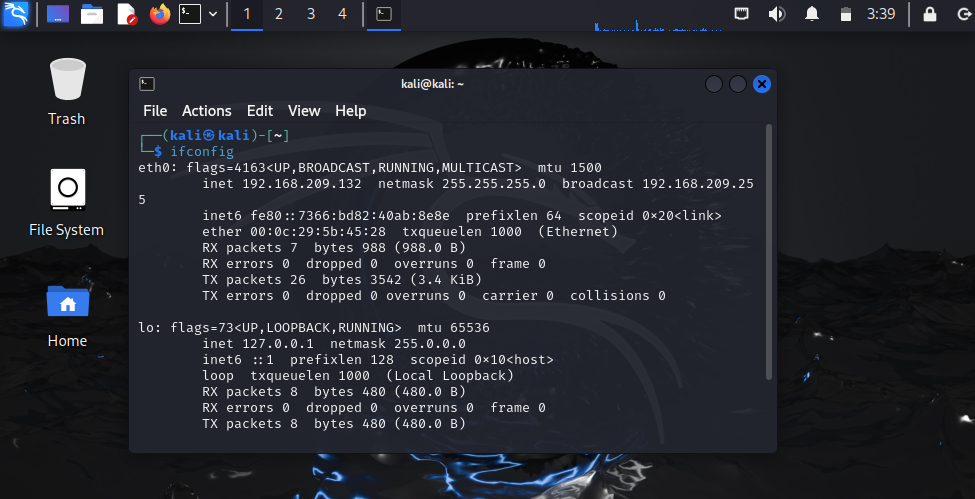 1 2 3 4 3:39
Trash
File System
Home
kali@kali: ~
File Actions Edit View Help
┌──(kali㉿kali)-[~]
└─$ ifconfig
eth0: flags=4163<UP,BROADCAST,RUNNING,MULTICAST>  mtu 1500
        inet 192.168.209.132  netmask 255.255.255.0  broadcast 192.168.209.25
5
        inet6 fe80::7366:bd82:40ab:8e8e  prefixlen 64  scopeid 0×20<link>
        ether 00:0c:29:5b:45:28  txqueuelen 1000  (Ethernet)
        RX packets 7  bytes 988 (988.0 B)
        RX errors 0  dropped 0  overruns 0  frame 0
        TX packets 26  bytes 3542 (3.4 KiB)
        TX errors 0  dropped 0 overruns 0  carrier 0  collisions 0
lo: flags=73<UP,LOOPBACK,RUNNING>  mtu 65536
        inet 127.0.0.1  netmask 255.0.0.0
        inet6 ::1  prefixlen 128  scopeid 0×10<host>
        loop  txqueuelen 1000  (Local Loopback)
        RX packets 8  bytes 480 (480.0 B)
        RX errors 0  dropped 0  overruns 0  frame 0
        TX packets 8  bytes 480 (480.0 B)